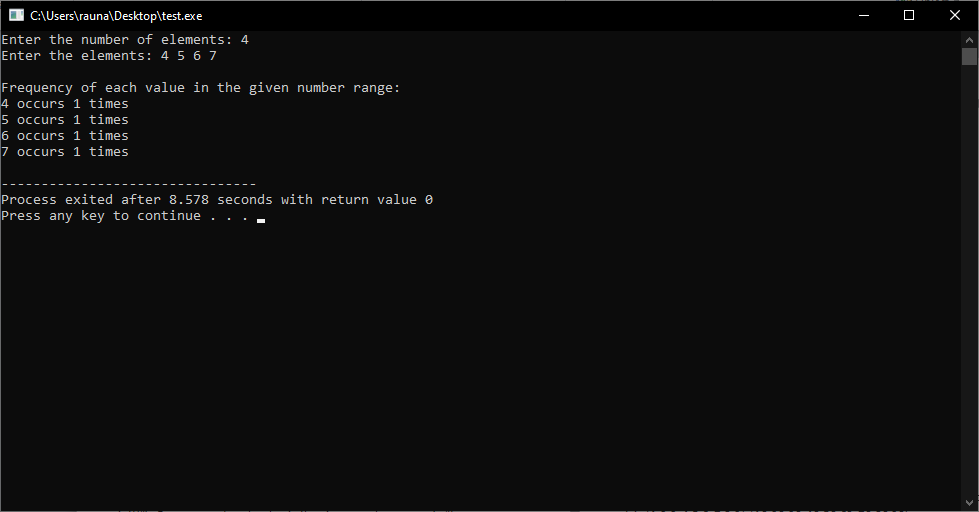 C:\Users\rauna\Desktop\test.exe
Enter the number of elements: 4
Enter the elements: 4 5 6 7
Frequency of each value in the given number range:
4 occurs 1 times
5 occurs 1 times
6 occurs 1 times
7 occurs 1 times
--------------------------------
Process exited after 8.578 seconds with return value 0
Press any key to continue . . .